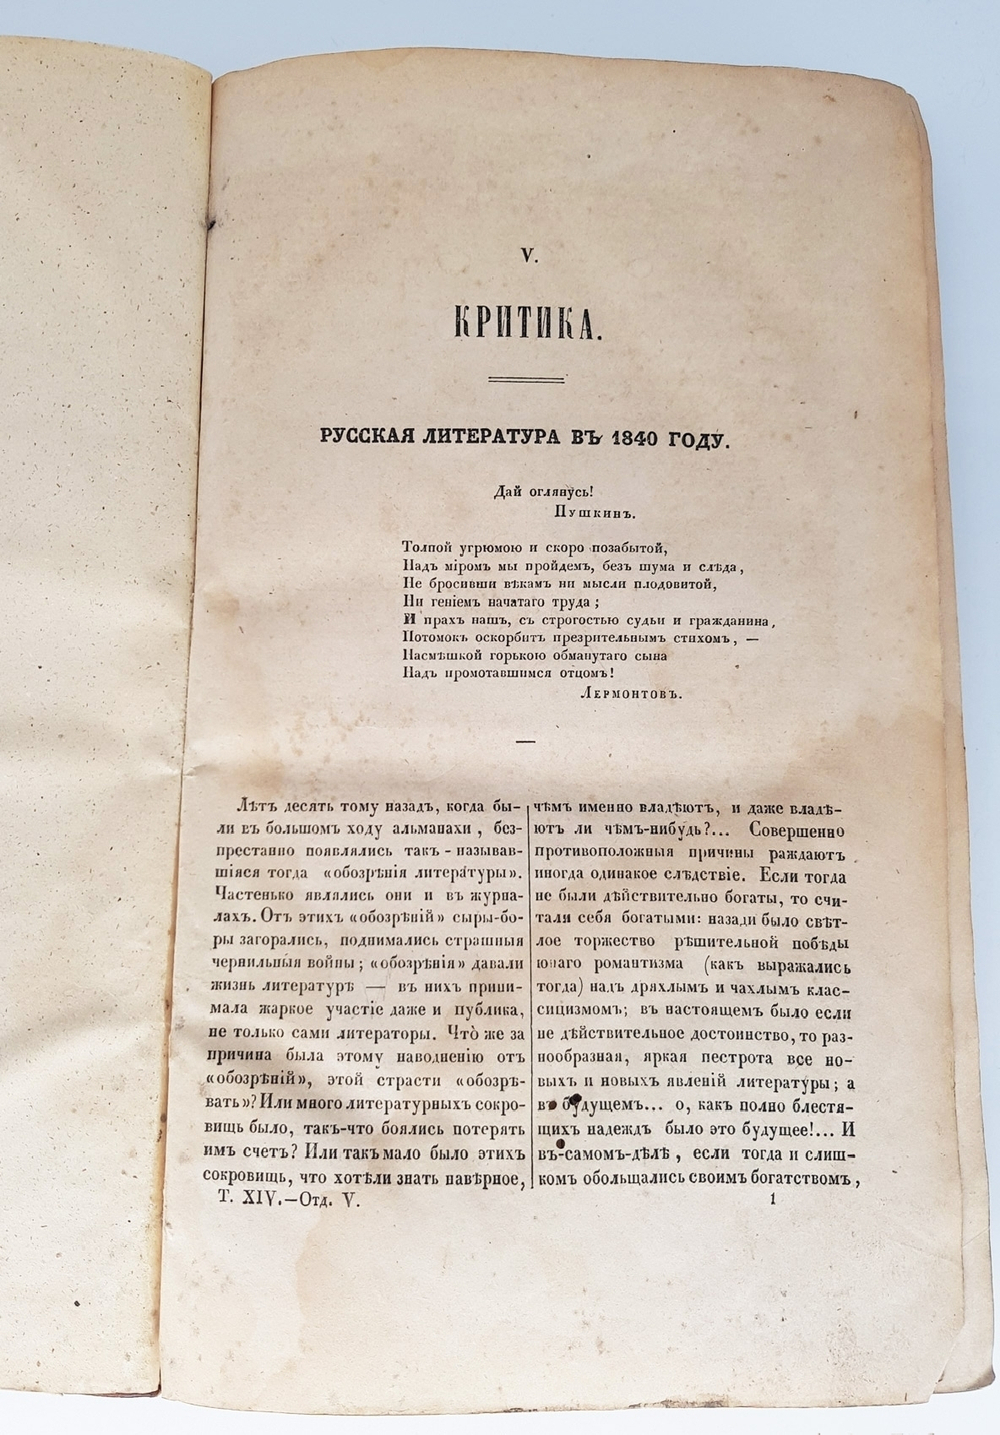 V.
КРИТИКА.
РУССКАЯ ЛИТЕРАТУРА ВЪ 1840 ГОДУ.
Дай оглянусь!
Пушкинъ.
Толпой угрюмою и скоро позабытой,
Надъ міромъ мы пройдемъ, безъ шума и слѣда,
Не бросивши вѣкамъ ни мысли плодовитой,
Ни геніемъ начатаго труда;
И прахъ нашъ, съ строгостью судьи и гражданина,
Потомокъ оскорбитъ презрительнымъ стихомъ, —
Насмѣшкой горькою обманутаго сына
Надъ промотавшимся отцомъ!
Лермонтовъ.
Лѣтъ десять тому назадъ, когда бы-
ли въ большомъ ходу альманахи, без-
престанно появлялись такъ-называв-
шіяся тогда «обозрѣнія литературы».
Частенько являлись они и въ журна-
лахъ. Отъ этихъ «обозрѣній» сыры-бо-
ры загорались, поднимались страшныя
чернильныя войны; «обозрѣнія» давали
жизнь литературѣ — въ нихъ прини-
мала жаркое участіе даже и публика,
не только сами литераторы. Что̀ же за
причина была этому наводненію отъ
«обозрѣній», этой страсти «обозрѣ-
вать»? Или много литературныхъ сокро-
вищь было, такъ-что боялись потерять
имъ счетъ? Или такъ мало было этихъ
сокровищь, что хотѣли знать навѣрное,
чѣмъ именно владѣютъ, и даже владѣ-
ютъ ли чѣмъ-нибудь?... Совершенно
противоположныя причины раждаютъ
иногда одинакое слѣдствіе. Если тогда
не были дѣйствительно богаты, то счи-
тали себя богатыми: назади было свѣт-
лое торжество рѣшительной побѣды
юнаго романтизма (какъ выражались
тогда) надъ дряхлымъ и чахлымъ клас-
сицизмомъ; въ настоящемъ было если
не дѣйствительное достоинство, то раз-
нообразная, яркая пестрота все но-
выхъ и новыхъ явленій литературы; а
въ будущемъ... о, какъ полно блестя-
щихъ надеждъ было это будущее!... И
въ-самомъ-дѣлѣ, если тогда и слиш-
комъ обольщались своимъ богатствомъ,
Т. XIV.—Отд. V.
1